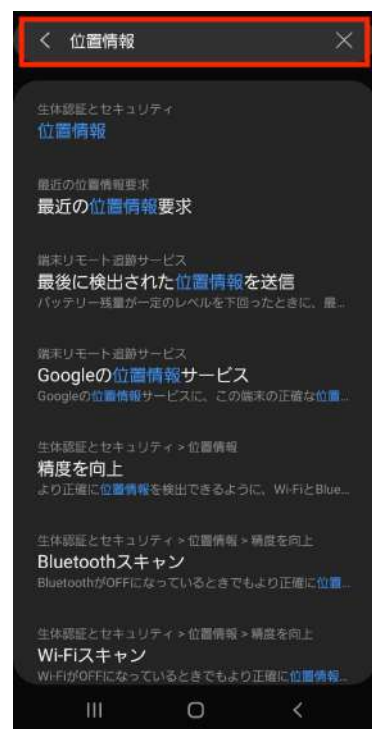 位置情報
生体認証とセキュリティ
位置情報
最近の位置情報要求
最近の位置情報要求
端末リモート追跡サービス
最後に検出された位置情報を送信
バッテリー残量が一定のレベルを下回ったときに、最...
端末リモート追跡サービス
Googleの位置情報サービス
Googleの位置情報サービスに、この端末の正確な位置...
生体認証とセキュリティ > 位置情報
精度を向上
より正確に位置情報を検出できるように、Wi-FiとBlue...
生体認証とセキュリティ > 位置情報 > 精度を向上
Bluetoothスキャン
BluetoothがOFFになっているときでもより正確に位置...
生体認証とセキュリティ > 位置情報 > 精度を向上
Wi-Fiスキャン
Wi-FiがOFFになっているときでもより正確に位置情報...